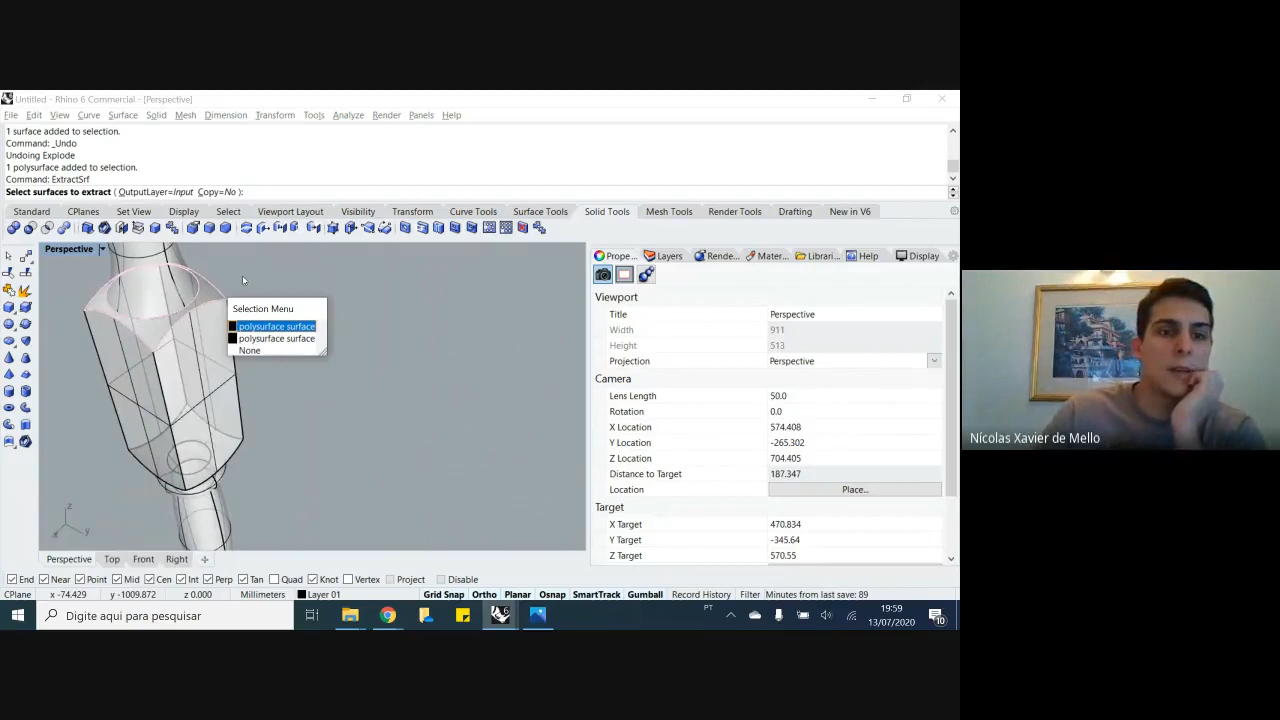 Untitled - Rhino 6 Commercial - [Perspective]
File Edit View Curve Surface Solid Mesh Dimension Transform Tools Analyze Render Panels Help
1 surface added to selection.
Command: _Undo
Undoing Explode
1 polysurface added to selection.
Command: ExtractSrf
Select surfaces to extract ( OutputLayer=Input Copy=No ):
Standard CPlanes Set View Display Select Viewport Layout Visibility Transform Curve Tools Surface Tools Solid Tools Mesh Tools Render Tools Drafting New in V6
Perspective
Prope... Layers Rende... Mater... Librari... Help Display
Selection Menu
polysurface surface
polysurface surface
None
Viewport
Title Perspective
Width 911
Height 513
Projection Perspective
Camera
Lens Length 50.0
Rotation 0.0
X Location 574.408
Y Location -265.302
Z Location 704.405
Distance to Target 187.347
Location Place...
Target
X Target 470.834
Y Target -345.64
Z Target 570.55
z
y
x
Perspective Top Front Right
End Near Point Mid Cen Int Perp Tan Quad Knot Vertex Project Disable
CPlane x -74.429 y -1009.872 z 0.000 Millimeters Layer 01 Grid Snap Ortho Planar Osnap SmartTrack Gumball Record History Filter Minutes from last save: 89
Digite aqui para pesquisar
PT
19:59
13/07/2020
10
Nícolas Xavier de Mello